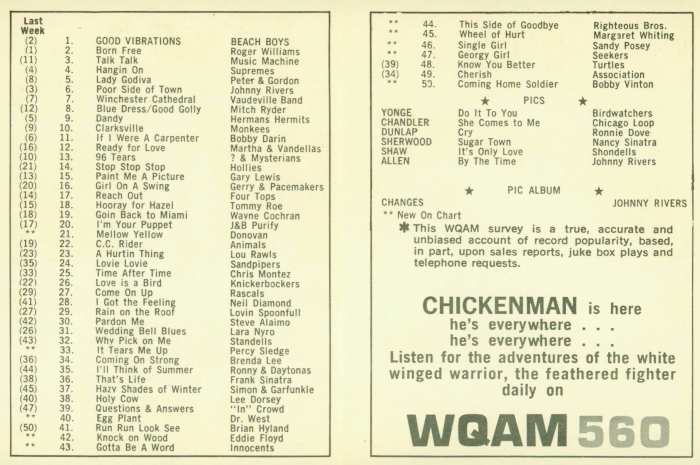 Last
Week
(2) 1. GOOD VIBRATIONS BEACH BOYS
(1) 2. Born Free Roger Williams
(11) 3. Talk Talk Music Machine
(4) 4. Hangin On Supremes
(8) 5. Lady Godiva Peter & Gordon
(3) 6. Poor Side of Town Johnny Rivers
(7) 7. Winchester Cathedral Vaudeville Band
(12) 8. Blue Dress/Good Golly Mitch Ryder
(5) 9. Dandy Hermans Hermits
(9) 10. Clarksville Monkees
(6) 11. If I Were A Carpenter Bobby Darin
(16) 12. Ready for Love Martha & Vandellas
(10) 13. 96 Tears ? & Mysterians
(21) 14. Stop Stop Stop Hollies
(13) 15. Paint Me A Picture Gary Lewis
(20) 16. Girl On A Swing Gerry & Pacemakers
(14) 17. Reach Out Four Tops
(15) 18. Hooray for Hazel Tommy Roe
(18) 19. Goin Back to Miami Wayne Cochran
(17) 20. I'm Your Puppet J&B Purify
** 21. Mellow Yellow Donovan
(19) 22. C.C. Rider Animals
(23) 23. A Hurtin Thing Lou Rawls
(35) 24. Lovie Lovie Sandpipers
(33) 25. Time After Time Chris Montez
(22) 26. Love is a Bird Knickerbockers
(29) 27. Come On Up Rascals
(41) 28. I Got the Feeling Neil Diamond
(27) 29. Rain on the Roof Lovin Spoonfull
(42) 30. Pardon Me Steve Alaimo
(26) 31. Wedding Bell Blues Lara Nyro
(43) 32. Why Pick on Me Standells
** 33. It Tears Me Up Percy Sledge
(36) 34. Coming On Strong Brenda Lee
(44) 35. I'll Think of Summer Ronny & Daytonas
(38) 36. That's Life Frank Sinatra
(45) 37. Hazy Shades of Winter Simon & Garfunkle
(40) 38. Holy Cow Lee Dorsey
(47) 39. Questions & Answers "In" Crowd
** 40. Egg Plant Dr. West
(50) 41. Run Run Look See Brian Hyland
** 42. Knock on Wood Eddie Floyd
** 43. Gotta Be A Word Innocents
** 44. This Side of Goodbye Righteous Bros.
** 45. Wheel of Hurt Margaret Whiting
** 46. Single Girl Sandy Posey
** 47. Georgy Girl Seekers
(39) 48. Know You Better Turtles
(34) 49. Cherish Association
** 50. Coming Home Soldier Bobby Vinton
★ PICS ★
YONGE Do It To You Birdwatchers
CHANDLER She Comes to Me Chicago Loop
DUNLAP Cry Ronnie Dove
SHERWOOD Sugar Town Nancy Sinatra
SHAW It's Only Love Shondells
ALLEN By The Time Johnny Rivers
★ PIC ALBUM ★
CHANGES JOHNNY RIVERS
** New On Chart
✱ This WQAM survey is a true, accurate and
unbiased account of record popularity, based,
in part, upon sales reports, juke box plays and
telephone requests.
CHICKENMAN is here
he's everywhere . . .
he's everywhere . . .
Listen for the adventures of the white
winged warrior, the feathered fighter
daily on
WQAM 560